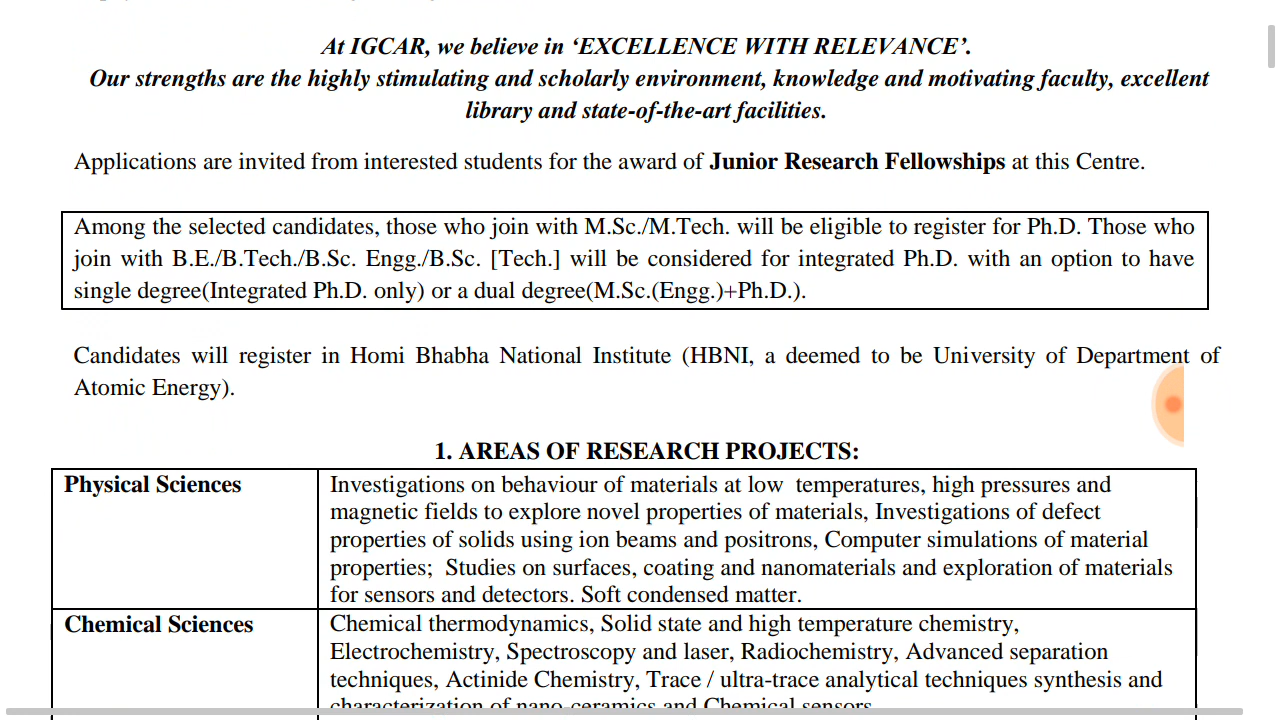 At IGCAR, we believe in ‘EXCELLENCE WITH RELEVANCE’.
Our strengths are the highly stimulating and scholarly environment, knowledge and motivating faculty, excellent
library and state-of-the-art facilities.
Applications are invited from interested students for the award of Junior Research Fellowships at this Centre.
Among the selected candidates, those who join with M.Sc./M.Tech. will be eligible to register for Ph.D. Those who
join with B.E./B.Tech./B.Sc. Engg./B.Sc. [Tech.] will be considered for integrated Ph.D. with an option to have
single degree(Integrated Ph.D. only) or a dual degree(M.Sc.(Engg.)+Ph.D.).
Candidates will register in Homi Bhabha National Institute (HBNI, a deemed to be University of Department of
Atomic Energy).
1. AREAS OF RESEARCH PROJECTS:
Physical Sciences
Investigations on behaviour of materials at low temperatures, high pressures and
magnetic fields to explore novel properties of materials, Investigations of defect
properties of solids using ion beams and positrons, Computer simulations of material
properties; Studies on surfaces, coating and nanomaterials and exploration of materials
for sensors and detectors. Soft condensed matter.
Chemical Sciences
Chemical thermodynamics, Solid state and high temperature chemistry,
Electrochemistry, Spectroscopy and laser, Radiochemistry, Advanced separation
techniques, Actinide Chemistry, Trace / ultra-trace analytical techniques synthesis and
characterization of nano-ceramics and Chemical sensors